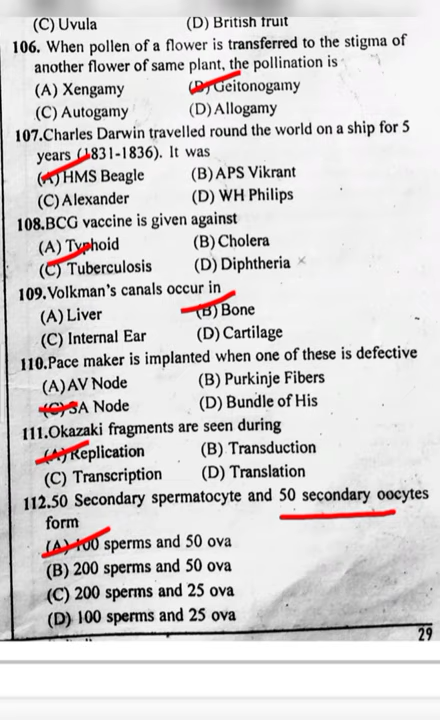 (C) Uvula (D) British fruit
106. When pollen of a flower is transferred to the stigma of
another flower of same plant, the pollination is
(A) Xengamy (B) Geitonogamy
(C) Autogamy (D) Allogamy
107.Charles Darwin travelled round the world on a ship for 5
years (1831-1836). It was
(A) HMS Beagle (B) APS Vikrant
(C) Alexander (D) WH Philips
108.BCG vaccine is given against
(A) Typhoid (B) Cholera
(C) Tuberculosis (D) Diphtheria
109.Volkman's canals occur in
(A) Liver (B) Bone
(C) Internal Ear (D) Cartilage
110.Pace maker is implanted when one of these is defective
(A) AV Node (B) Purkinje Fibers
(C) SA Node (D) Bundle of His
111.Okazaki fragments are seen during
(A) Replication (B) Transduction
(C) Transcription (D) Translation
112.50 Secondary spermatocyte and 50 secondary oocytes
form
(A) 100 sperms and 50 ova
(B) 200 sperms and 50 ova
(C) 200 sperms and 25 ova
(D) 100 sperms and 25 ova
29